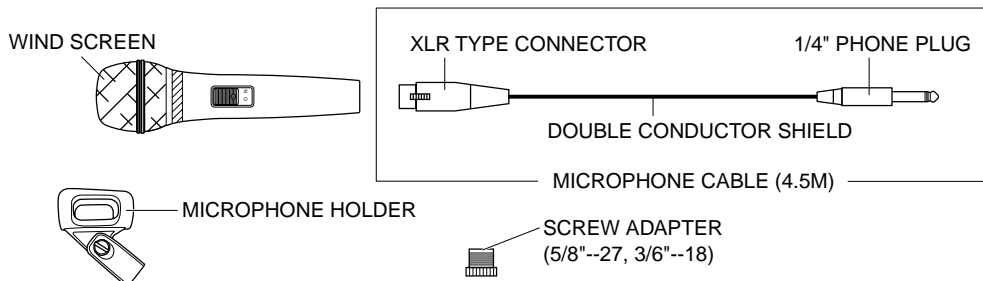 WIND SCREEN
XLR TYPE CONNECTOR
1/4" PHONE PLUG
ON
DOUBLE CONDUCTOR SHIELD
MICROPHONE CABLE (4.5M)
MICROPHONE HOLDER
SCREW ADAPTER
(5/8"--27, 3/6"--18)